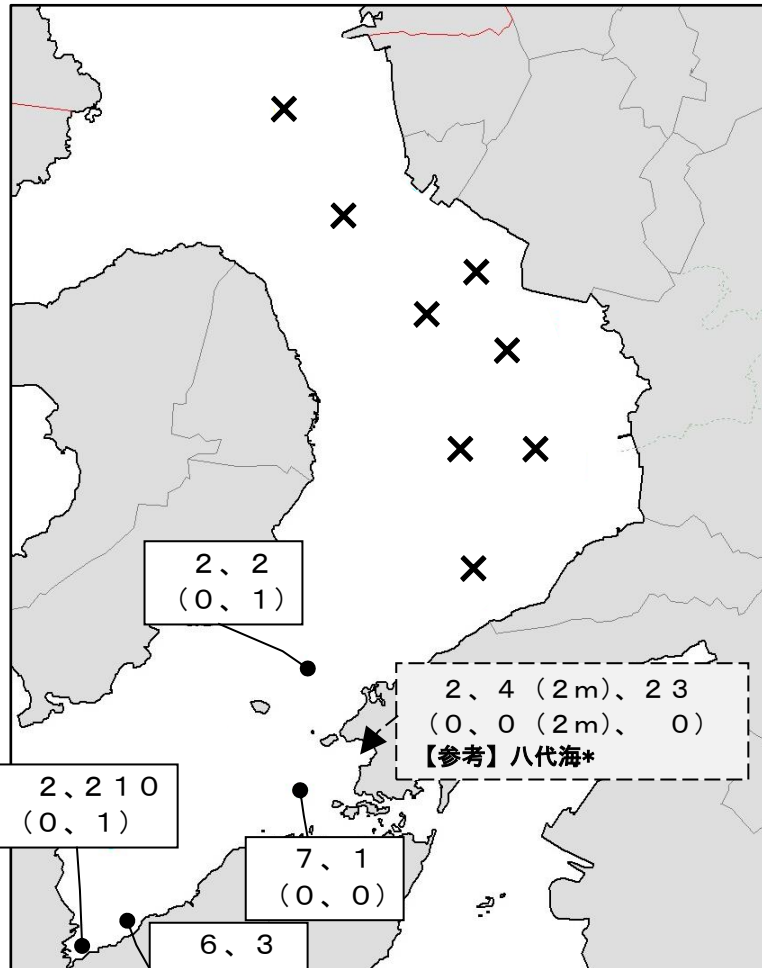 2、2
(0、1)
2、4(2m)、23
(0、0(2m)、 0)
【参考】八代海*
2、210
(0、1)
7、1
(0、0)
6、3